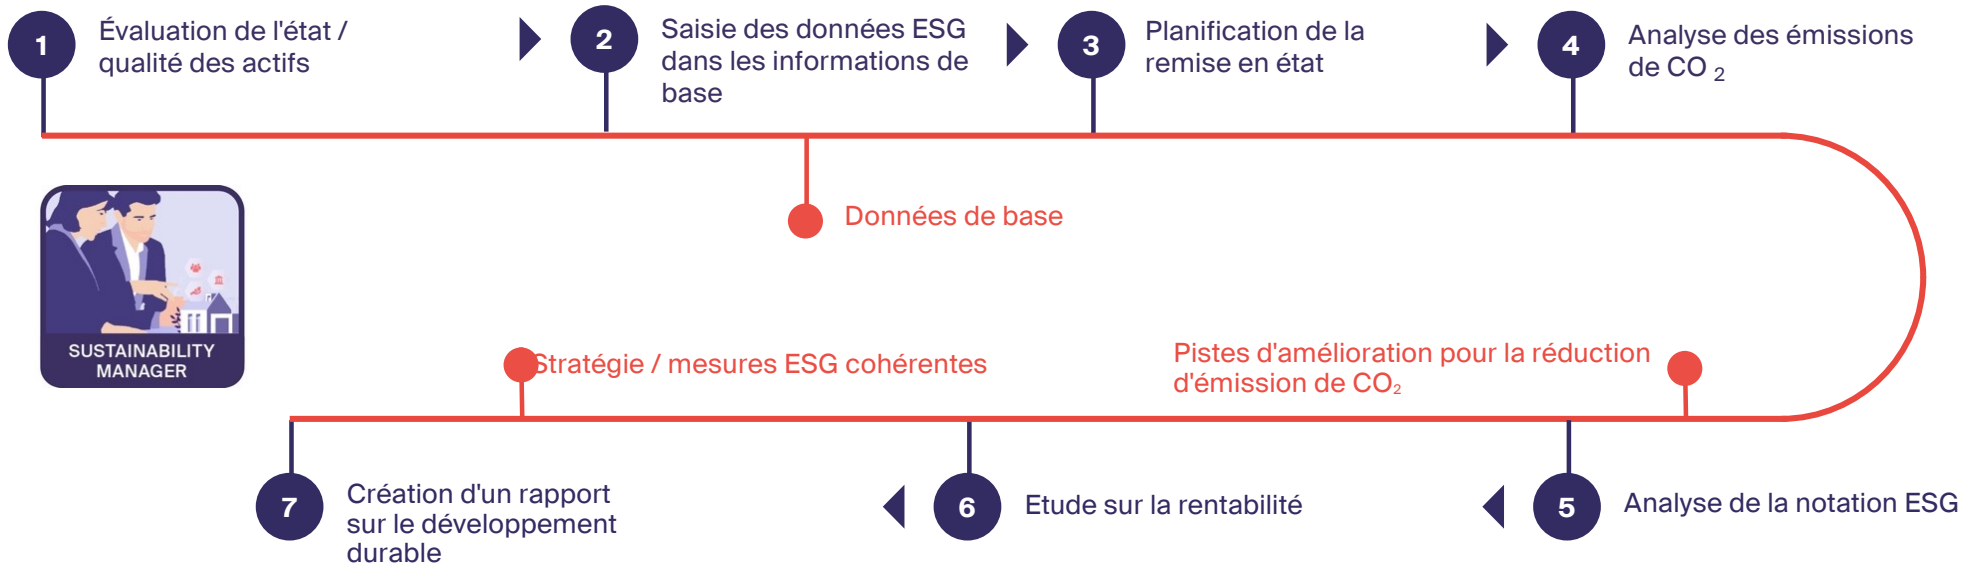 1
Évaluation de l'état /
qualité des actifs
2
Saisie des données ESG
dans les informations de
base
3
Planification de la
remise en état
4
Analyse des émissions
de CO 2
Données de base
SUSTAINABILITY
MANAGER
Stratégie / mesures ESG cohérentes
Pistes d'amélioration pour la réduction
d'émission de CO₂
7
Création d'un rapport
sur le développement
durable
6
Etude sur la rentabilité
5
Analyse de la notation ESG